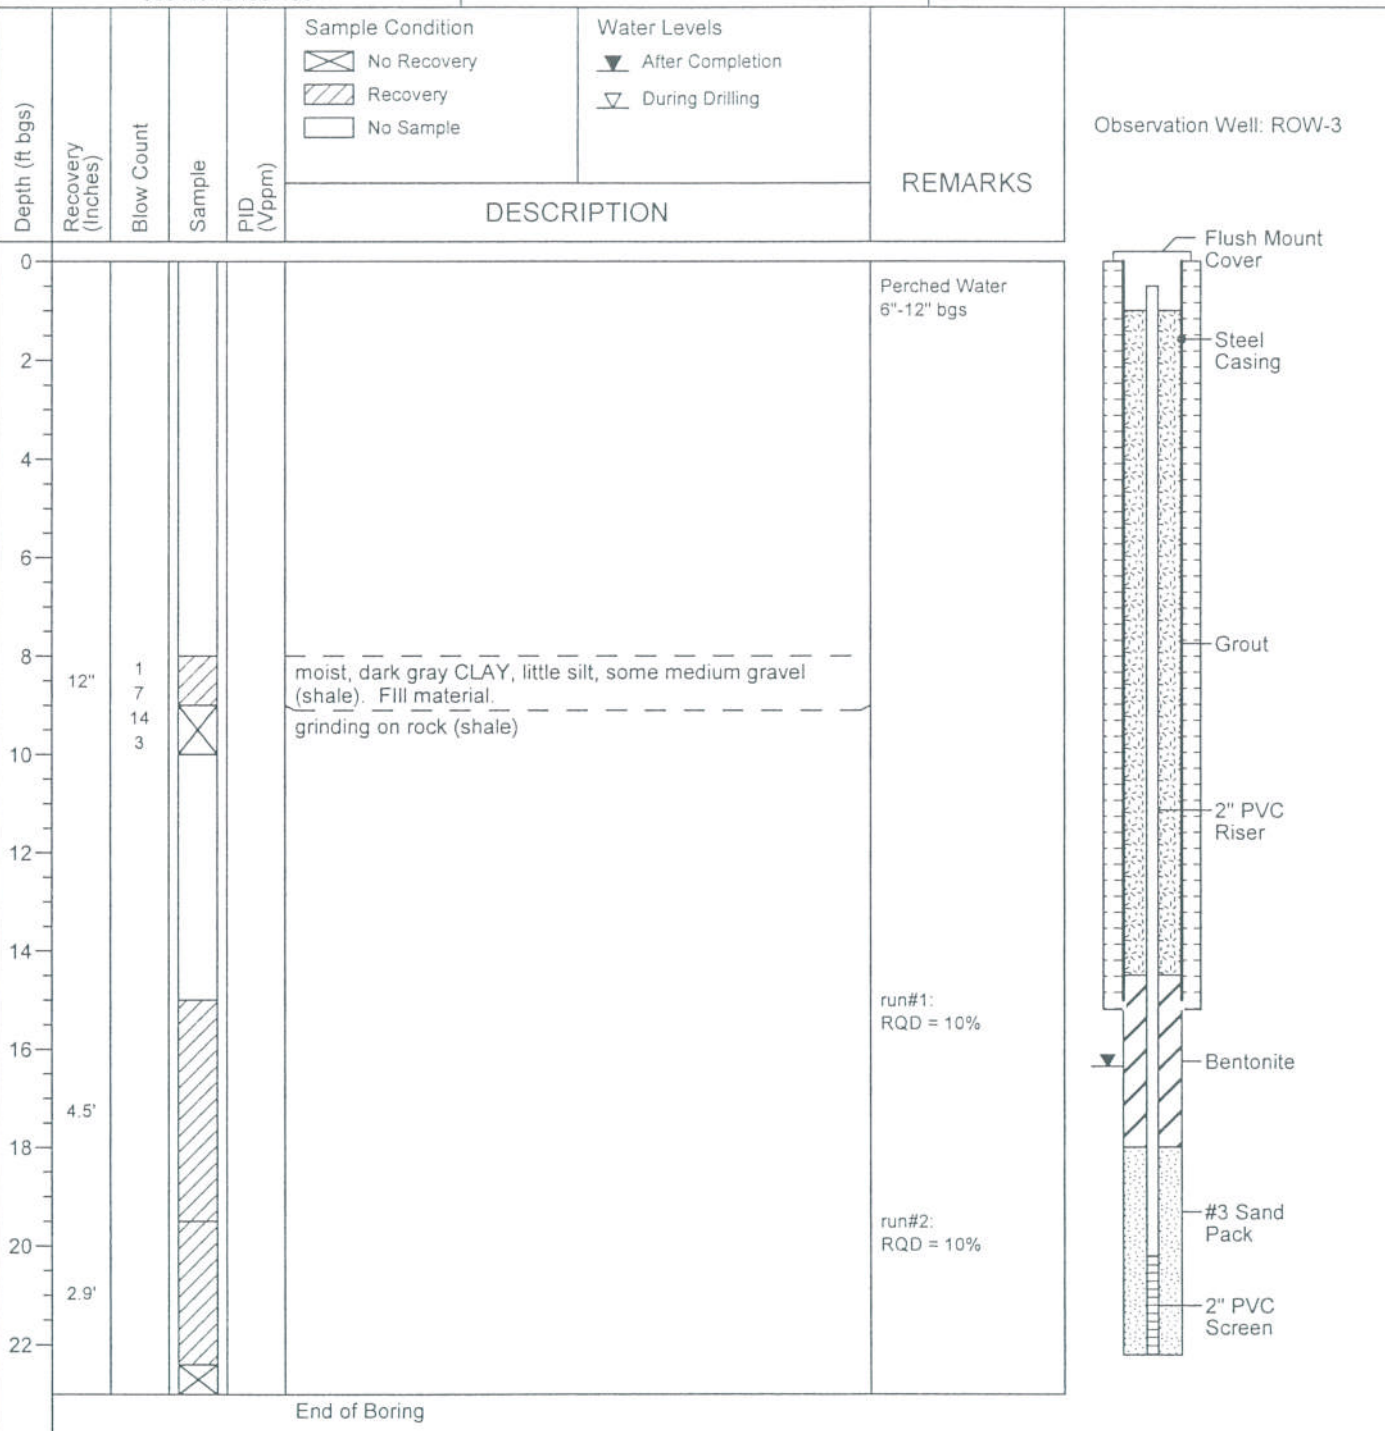 Sample Condition
No Recovery
Recovery
No Sample
Water Levels
After Completion
During Drilling
Depth (ft bgs)
Recovery
(Inches)
Blow Count
Sample
PID
(Vppm)
DESCRIPTION
REMARKS
Observation Well: ROW-3
Flush Mount
Cover
0
Perched Water
6"-12" bgs
Steel
Casing
2
4
6
Grout
8
12"
1
7
14
3
moist, dark gray CLAY, little silt, some medium gravel
(shale). FIll material.
grinding on rock (shale)
10
2" PVC
Riser
12
14
run#1:
RQD = 10%
16
Bentonite
4.5'
18
#3 Sand
Pack
run#2:
RQD = 10%
20
2.9'
2" PVC
Screen
22
End of Boring